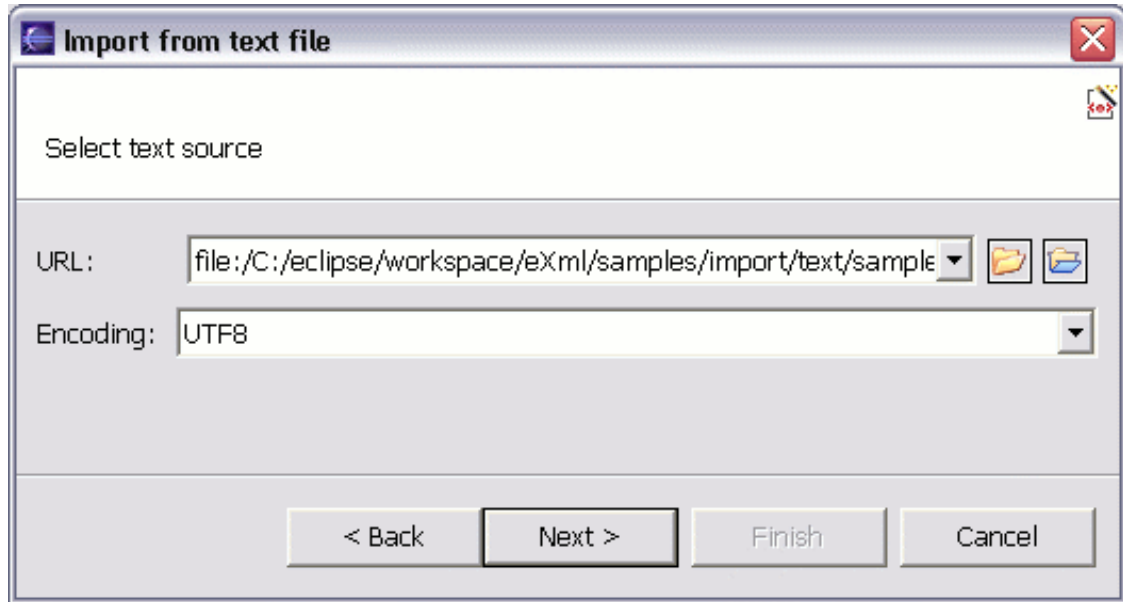 Import from text file
Select text source
URL: file:/C:/eclipse/workspace/eXml/samples/import/text/sample
Encoding: UTF8
< Back Next > Finish Cancel